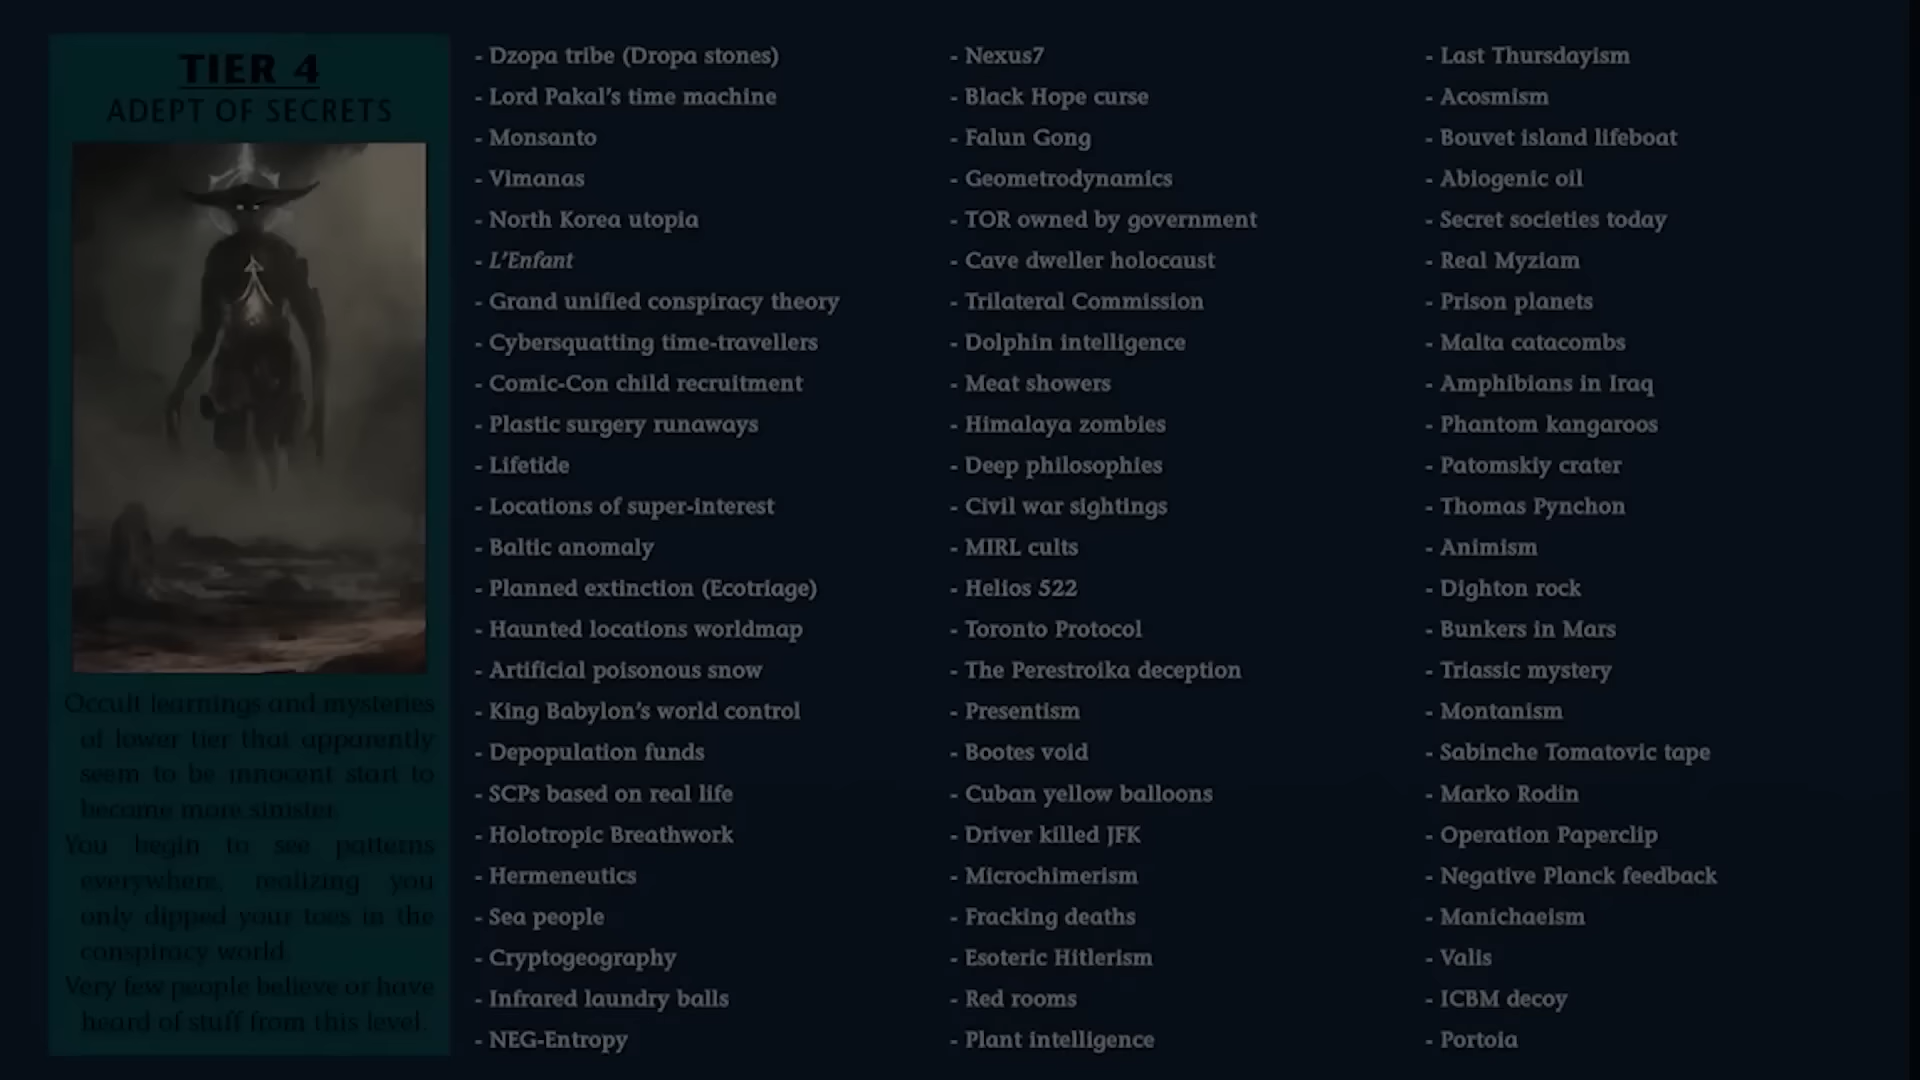 TIER 4
ADEPT OF SECRETS
Occult learnings and mysteries
of lower tier that apparently
seem to be innocent start to
become more sinister.
You begin to see patterns
everywhere, realizing you
only dipped your toes in the
conspiracy world.
Very few people believe or have
heard of stuff from this level.
- Dzopa tribe (Dropa stones)
- Lord Pakal's time machine
- Monsanto
- Vimanas
- North Korea utopia
- L'Enfant
- Grand unified conspiracy theory
- Cybersquatting time-travellers
- Comic-Con child recruitment
- Plastic surgery runaways
- Lifetide
- Locations of super-interest
- Baltic anomaly
- Planned extinction (Ecotriage)
- Haunted locations worldmap
- Artificial poisonous snow
- King Babylon's world control
- Depopulation funds
- SCPs based on real life
- Holotropic Breathwork
- Hermeneutics
- Sea people
- Cryptogeography
- Infrared laundry balls
- NEG-Entropy
- Nexus7
- Black Hope curse
- Falun Gong
- Geometrodynamics
- TOR owned by government
- Cave dweller holocaust
- Trilateral Commission
- Dolphin intelligence
- Meat showers
- Himalaya zombies
- Deep philosophies
- Civil war sightings
- MIRL cults
- Helios 522
- Toronto Protocol
- The Perestroika deception
- Presentism
- Bootes void
- Cuban yellow balloons
- Driver killed JFK
- Microchimerism
- Fracking deaths
- Esoteric Hitlerism
- Red rooms
- Plant intelligence
- Last Thursdayism
- Acosmism
- Bouvet island lifeboat
- Abiogenic oil
- Secret societies today
- Real Myziam
- Prison planets
- Malta catacombs
- Amphibians in Iraq
- Phantom kangaroos
- Patomskiy crater
- Thomas Pynchon
- Animism
- Dighton rock
- Bunkers in Mars
- Triassic mystery
- Montanism
- Sabinche Tomatovic tape
- Marko Rodin
- Operation Paperclip
- Negative Planck feedback
- Manichaeism
- Valis
- ICBM decoy
- Portoia